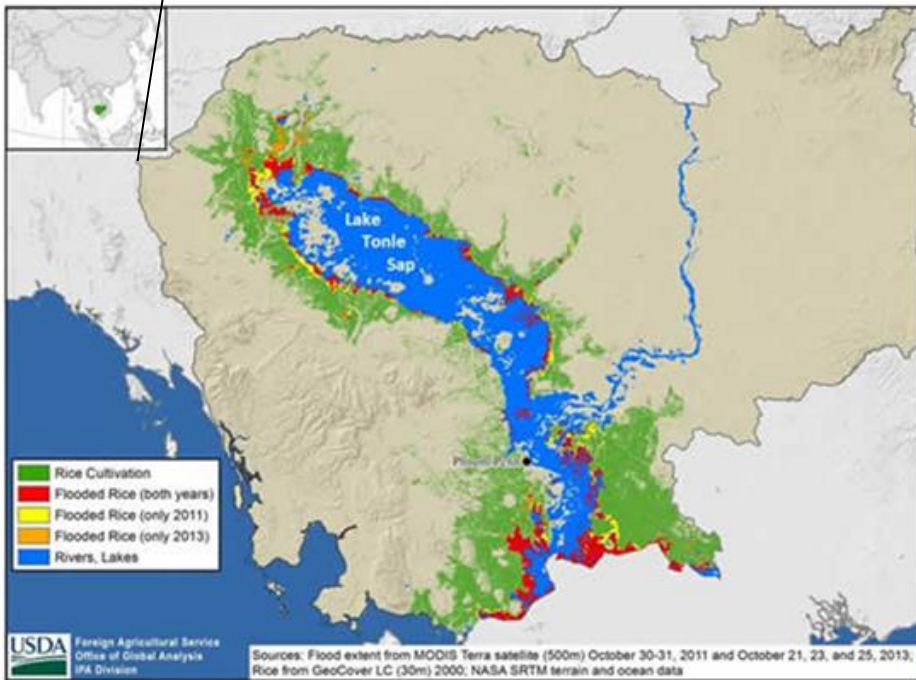 Lake
Tonle
Sap
Phnom Penh
Rice Cultivation
Flooded Rice (both years)
Flooded Rice (only 2011)
Flooded Rice (only 2013)
Rivers, Lakes
USDA
Foreign Agricultural Service
Office of Global Analysis
IPA Division
Sources: Flood extent from MODIS Terra satellite (500m) October 30-31, 2011 and October 21, 23, and 25, 2013;
Rice from GeoCover LC (30m) 2000; NASA SRTM terrain and ocean data